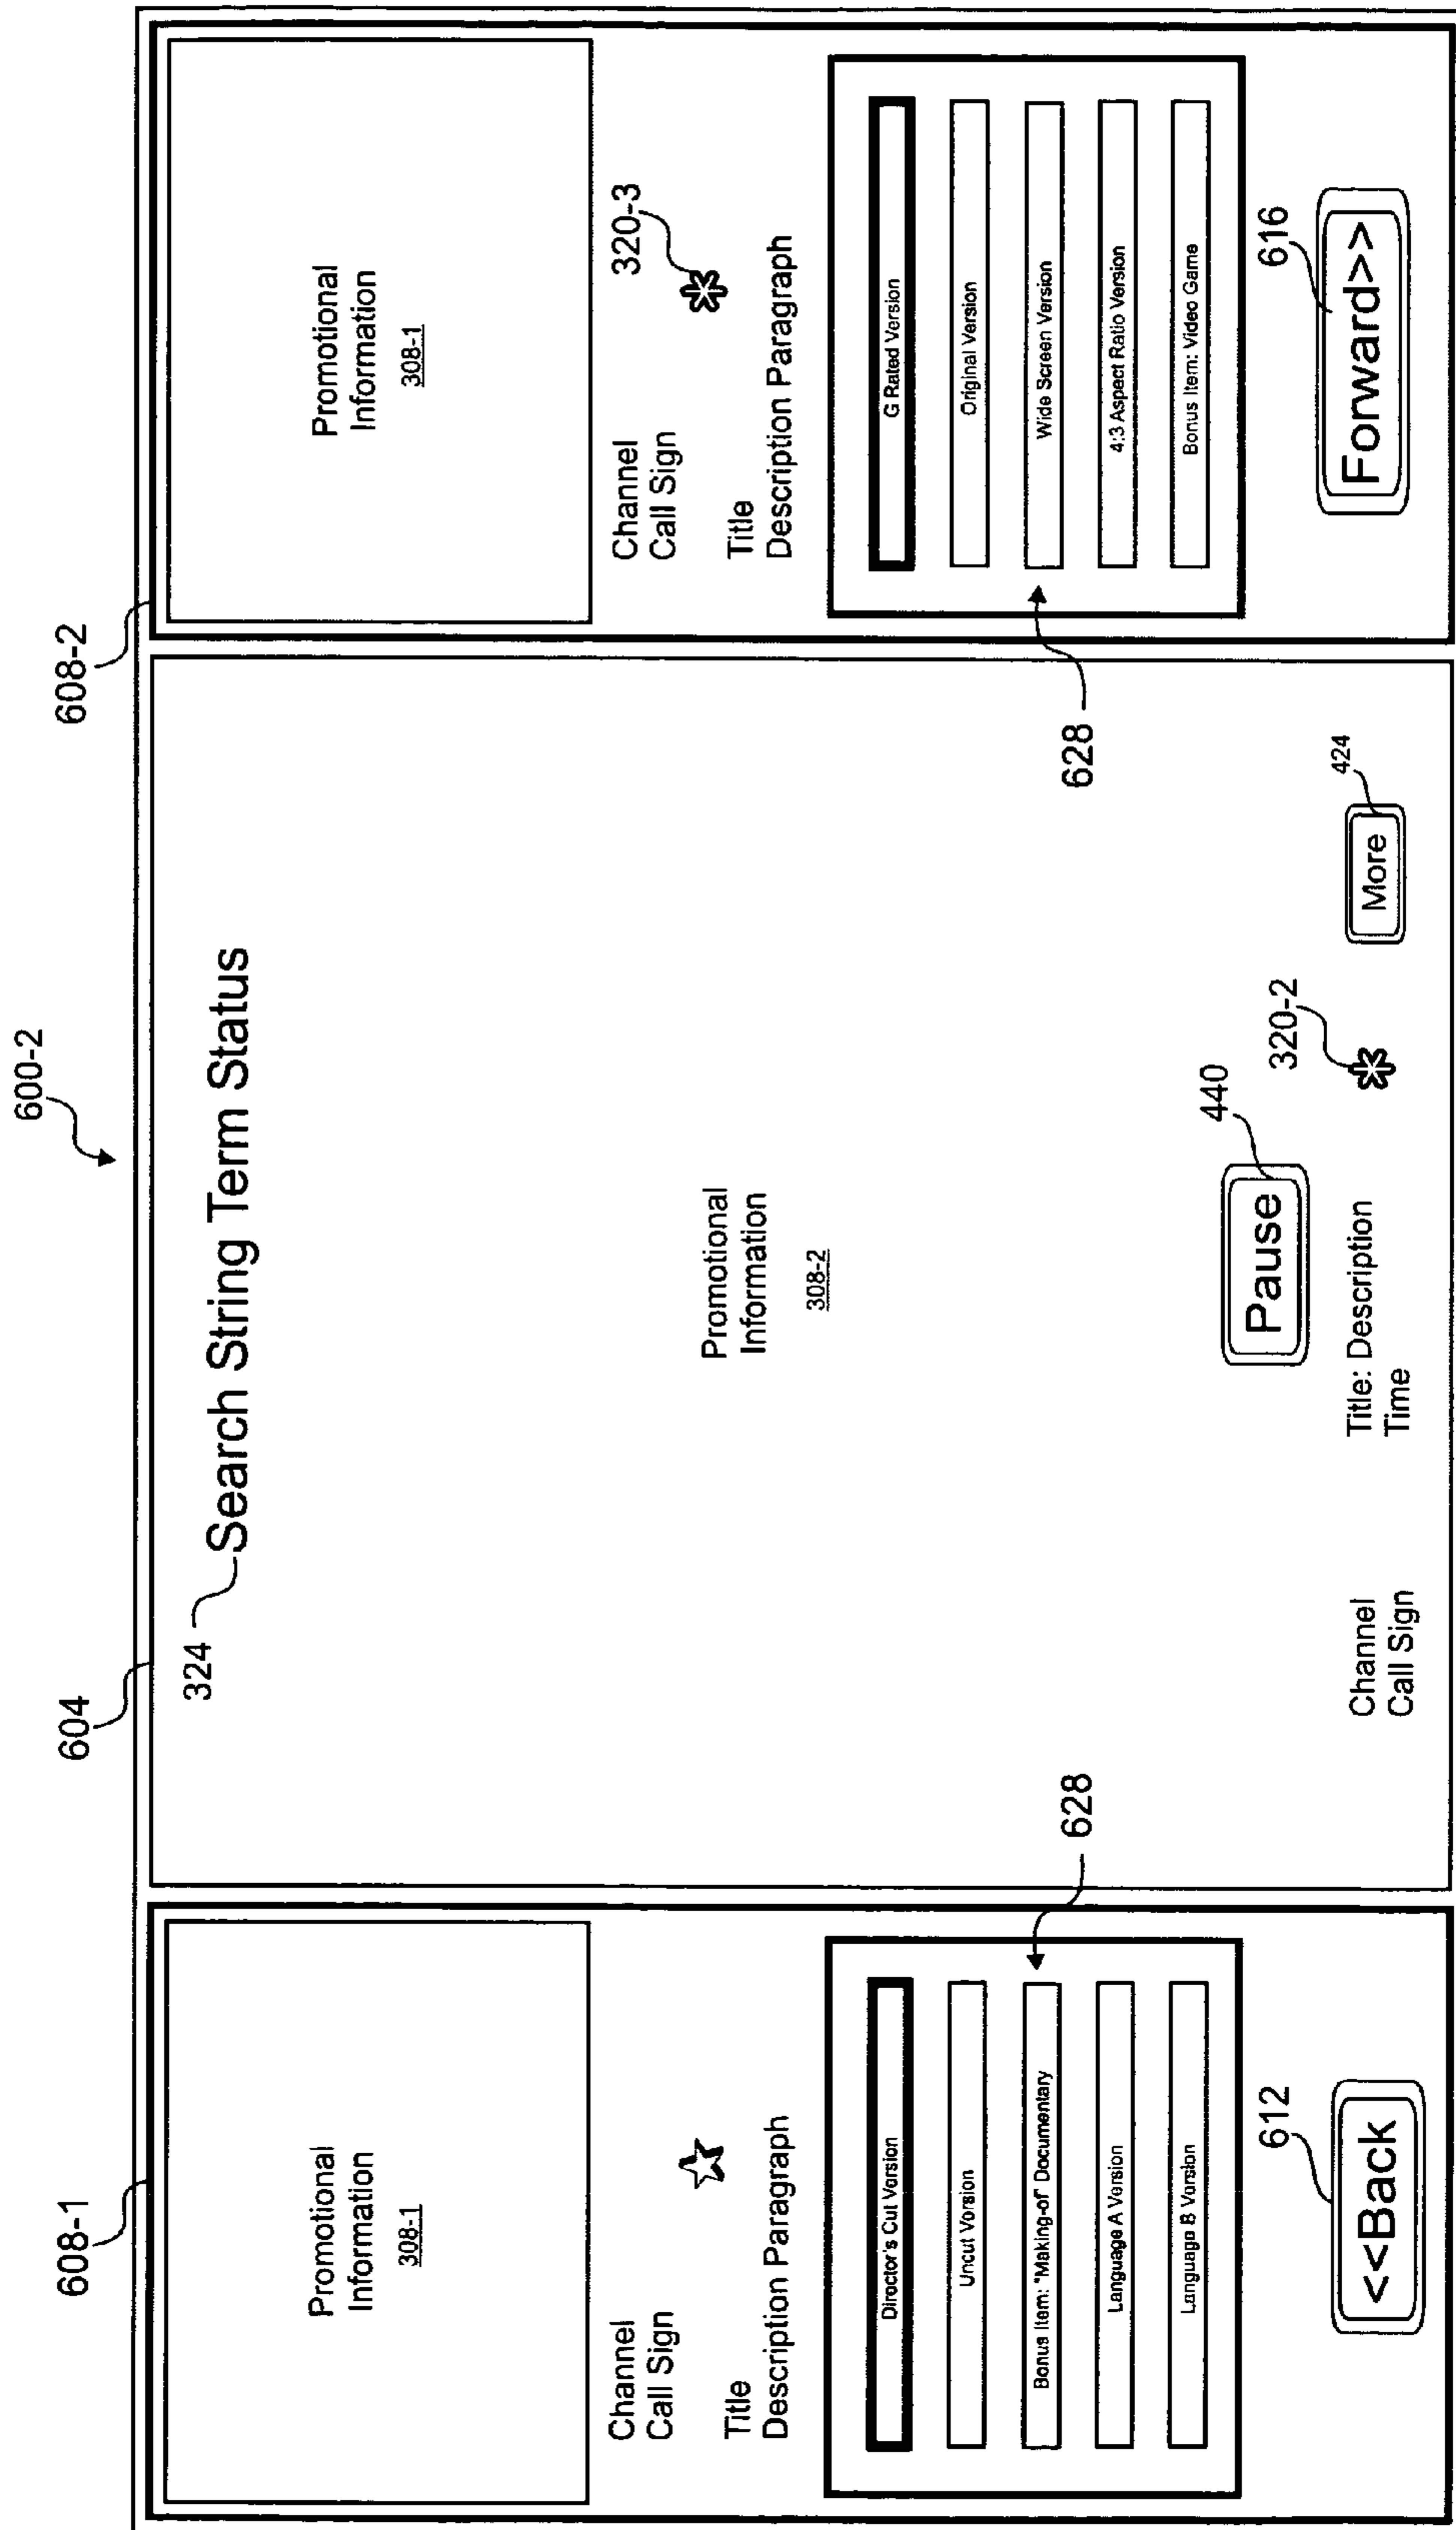 600-2
608-1
604
608-2
Promotional
Information
308-1
Channel
Call Sign
Title
Description Paragraph
Director's Cut Version
Uncut Version
Bonus Item: "Making-of" Documentary
Language A Version
Language B Version
612
<<Back
628
324
Search String Term Status
Promotional
Information
308-2
440
Pause
320-2
424
More
Channel
Call Sign
Title: Description
Time
628
Promotional
Information
308-1
Channel
Call Sign
320-3
Title
Description Paragraph
G Rated Version
Original Version
Wide Screen Version
4:3 Aspect Ratio Version
Bonus Item: Video Game
616
Forward>>